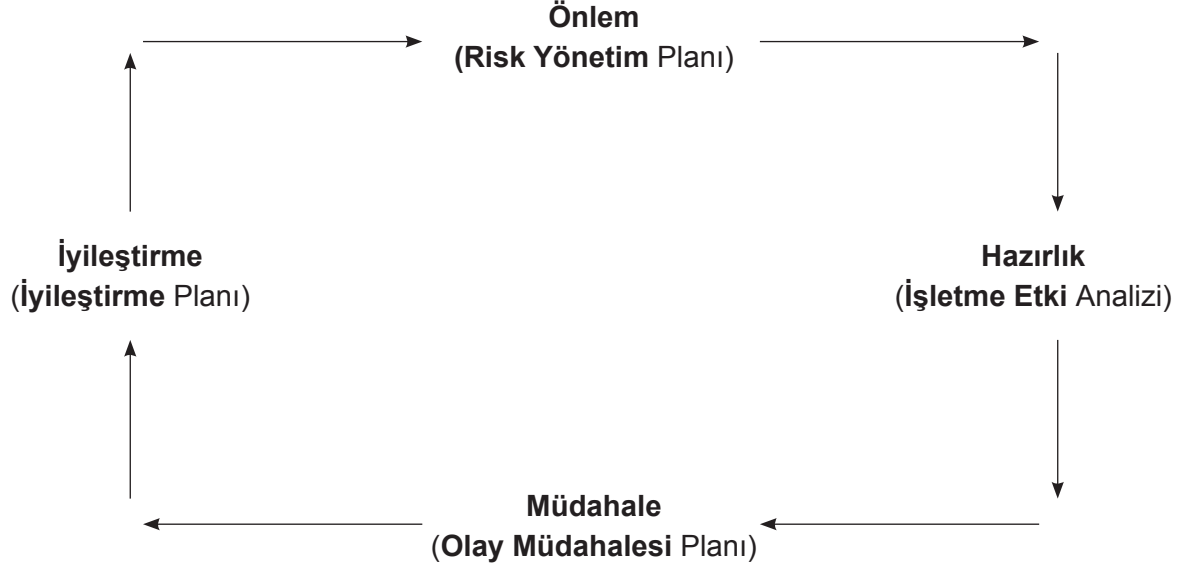 Önlem
(Risk Yönetim Planı)
İyileştirme
(İyileştirme Planı)
Hazırlık
(İşletme Etki Analizi)
Müdahale
(Olay Müdahalesi Planı)